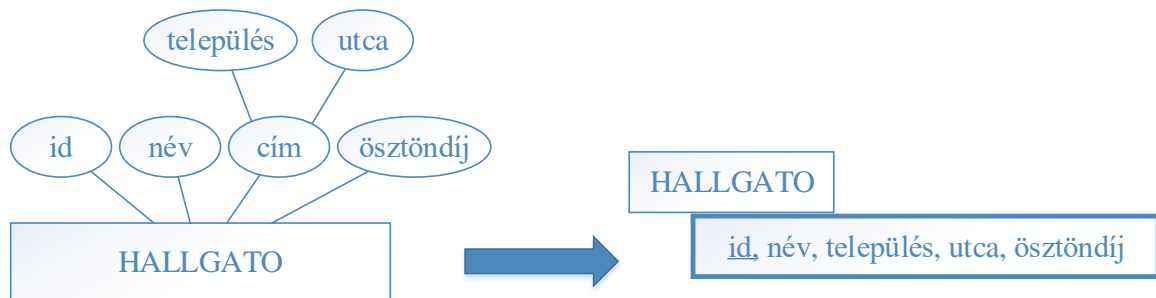 település utca
id név cím ösztöndíj
HALLGATO
HALLGATO
id, név, település, utca, ösztöndíj